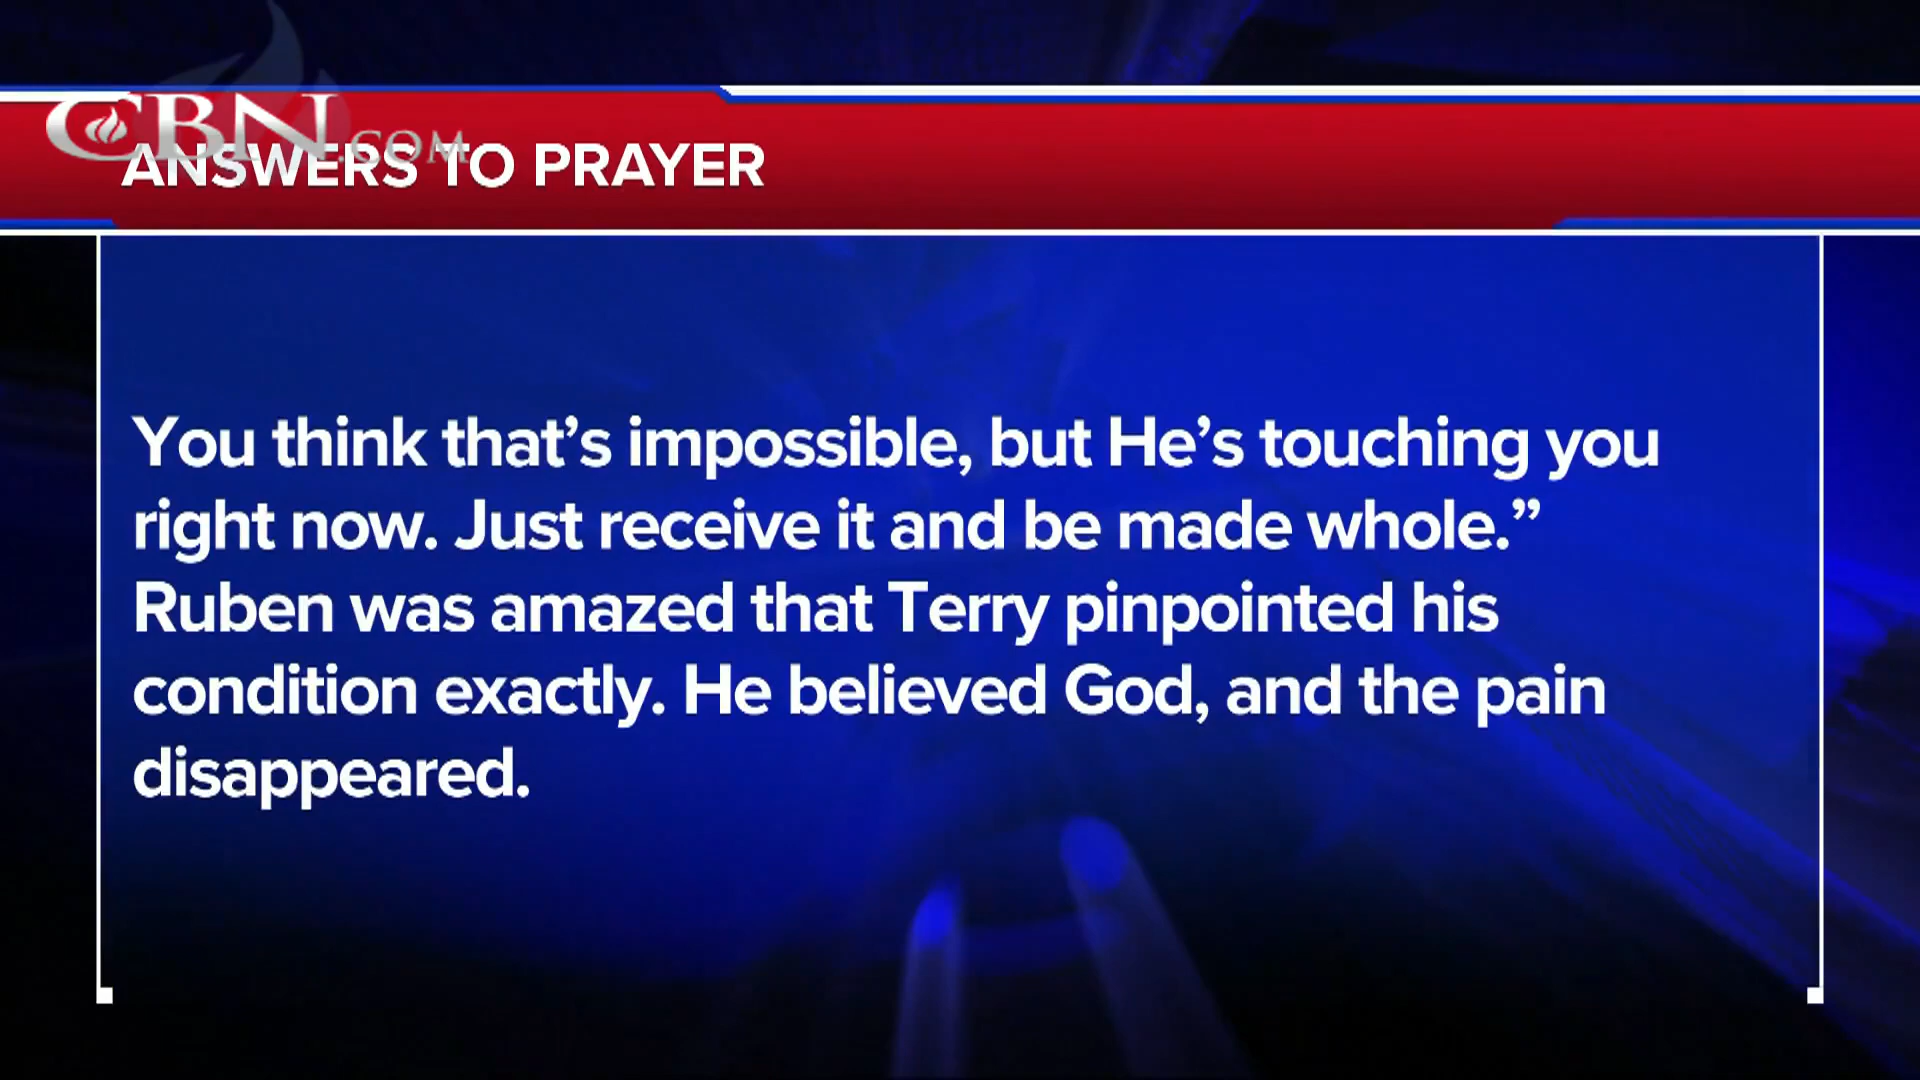 CBN.COM
ANSWERS TO PRAYER
You think that’s impossible, but He’s touching you
right now. Just receive it and be made whole.”
Ruben was amazed that Terry pinpointed his
condition exactly. He believed God, and the pain
disappeared.